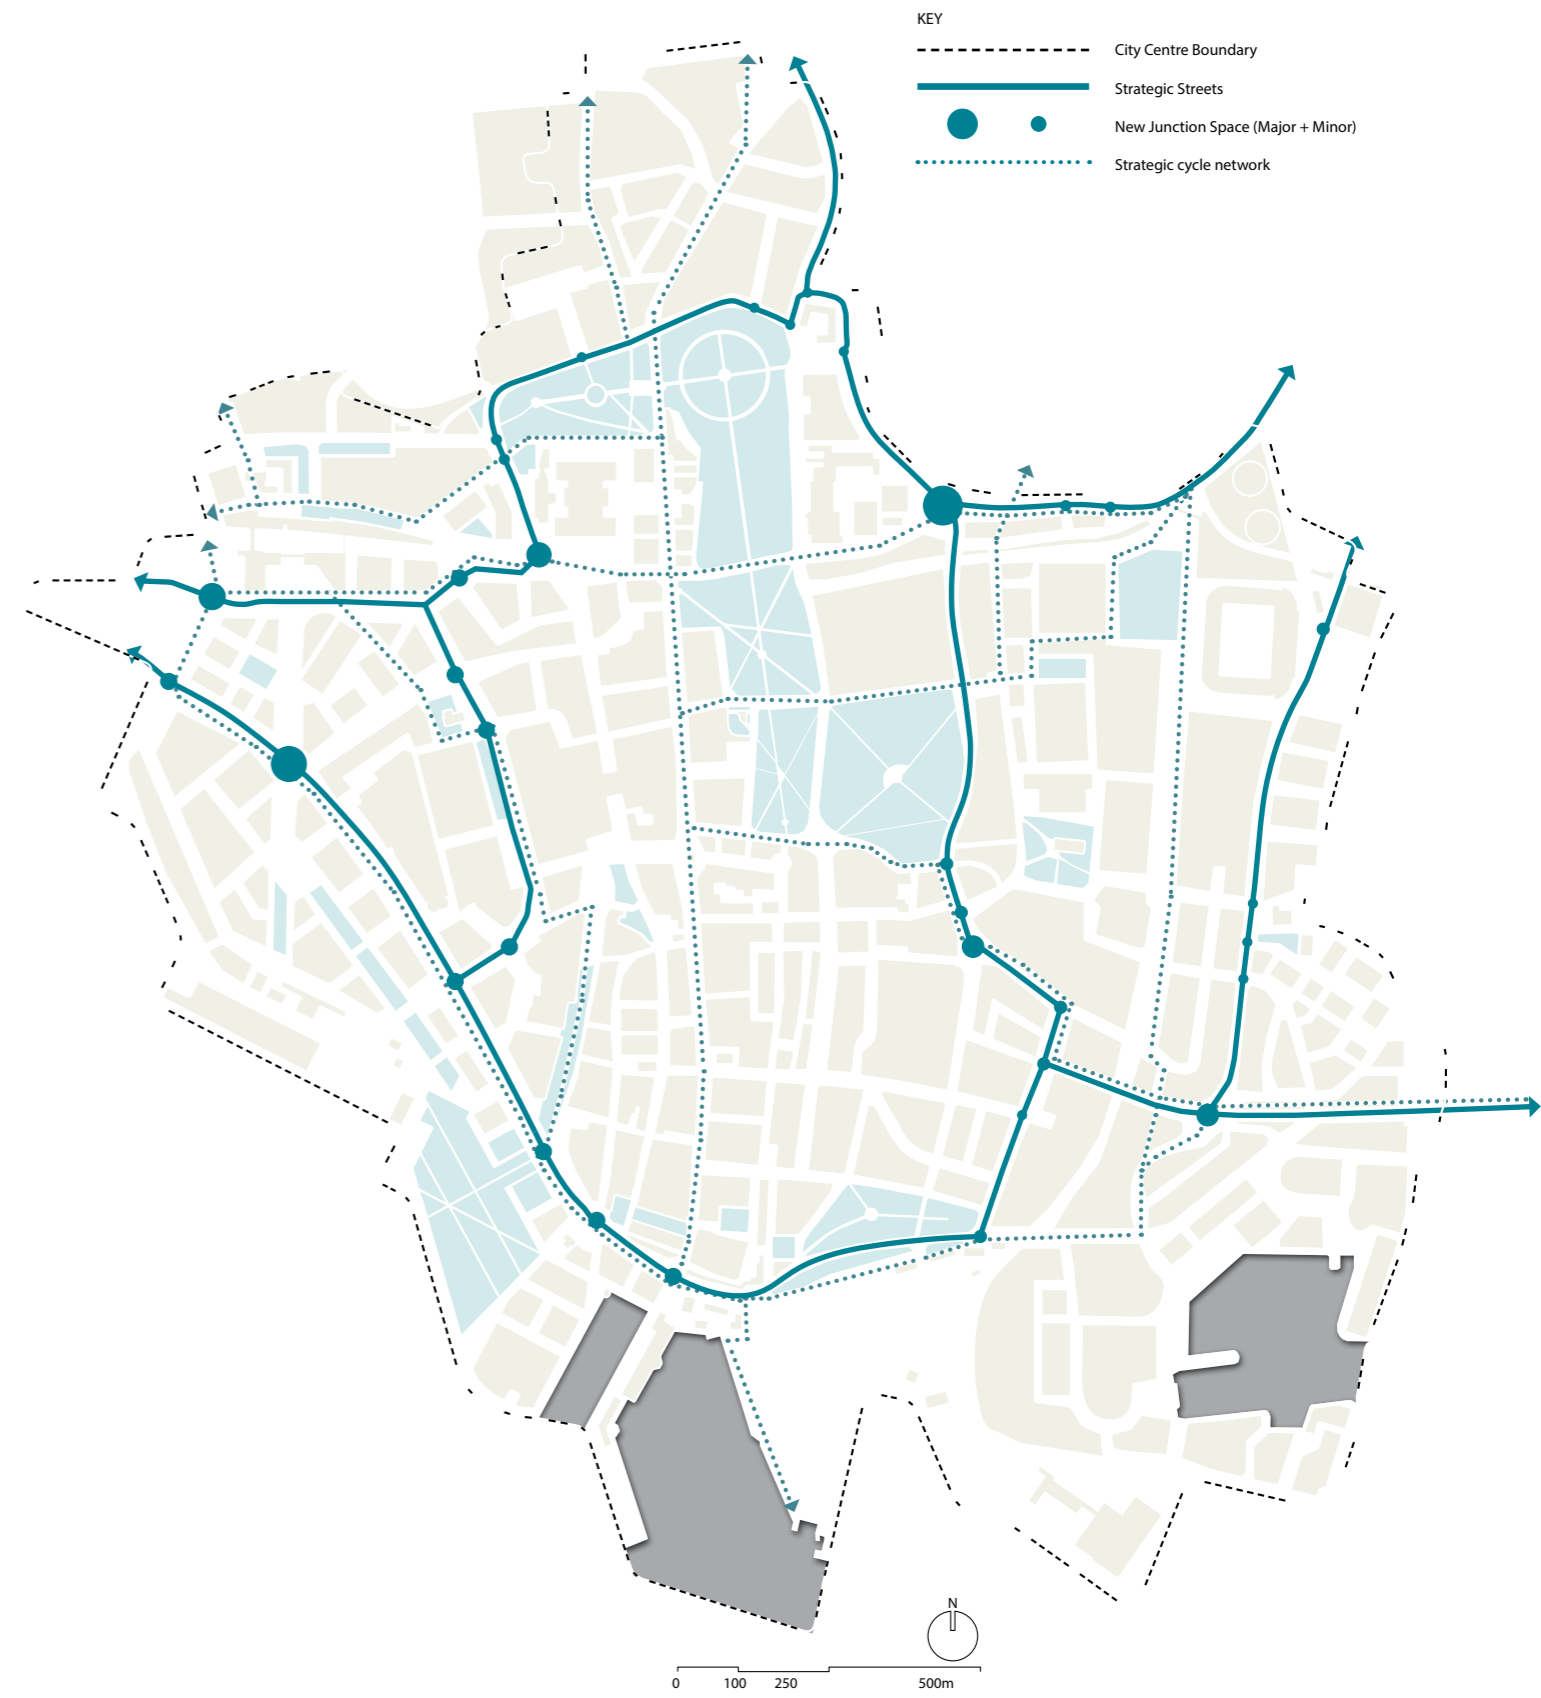 KEY
City Centre Boundary
Strategic Streets
New Junction Space (Major + Minor)
Strategic cycle network
N
0 100 250 500m